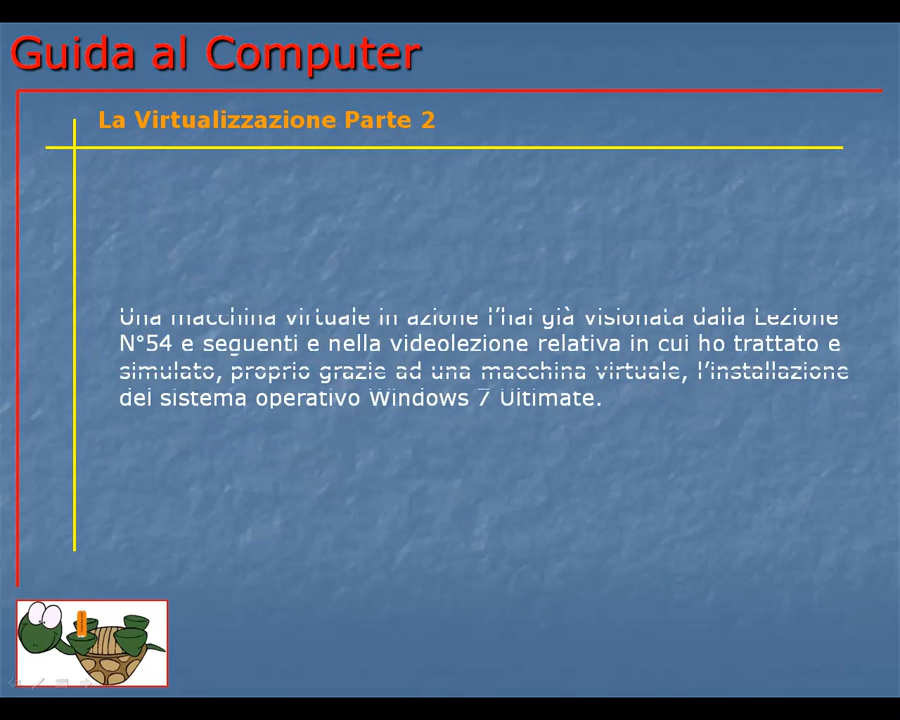 Guida al Computer
La Virtualizzazione Parte 2
Una macchina virtuale in azione l'hai già visionata dalla Lezione
N°54 e seguenti e nella videolezione relativa in cui ho trattato e
simulato, proprio grazie ad una macchina virtuale, l'installazione
del sistema operativo Windows 7 Ultimate.